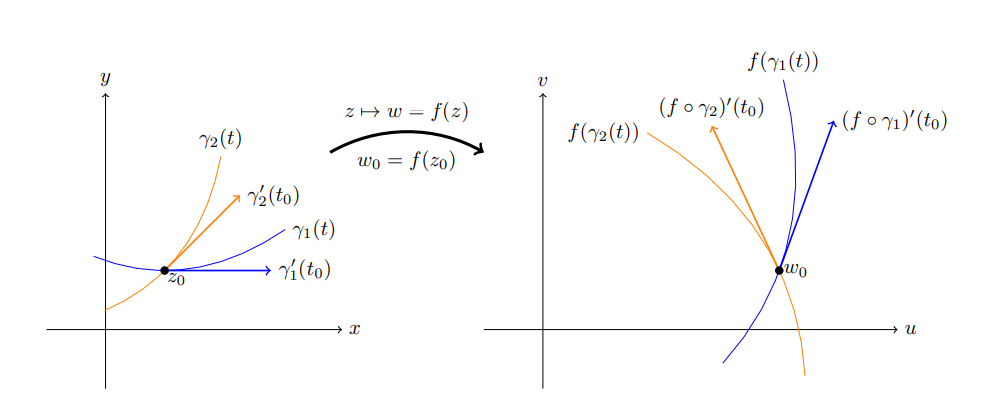 y
γ₂(t)
γ₂′(t₀)
γ₁(t)
γ₁′(t₀)
z₀
x
z ↦ w = f(z)
w₀ = f(z₀)
v
f(γ₁(t))
(f ∘ γ₂)′(t₀)
f(γ₂(t))
(f ∘ γ₁)′(t₀)
w₀
u